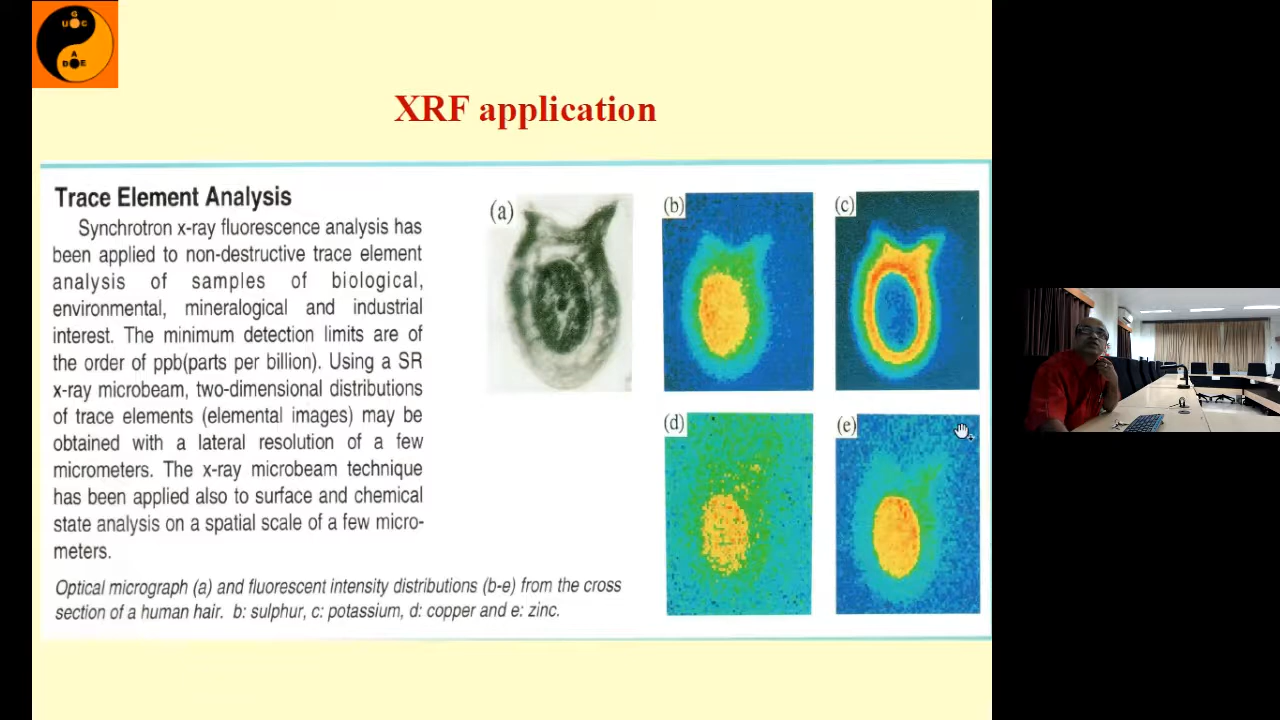 G
U C
A
D E
XRF application
Trace Element Analysis
Synchrotron x-ray fluorescence analysis has
been applied to non-destructive trace element
analysis of samples of biological,
environmental, mineralogical and industrial
interest. The minimum detection limits are of
the order of ppb(parts per billion). Using a SR
x-ray microbeam, two-dimensional distributions
of trace elements (elemental images) may be
obtained with a lateral resolution of a few
micrometers. The x-ray microbeam technique
has been applied also to surface and chemical
state analysis on a spatial scale of a few micro-
meters.
(a)
(b)
(c)
(d)
(e)
Optical micrograph (a) and fluorescent intensity distributions (b-e) from the cross
section of a human hair. b: sulphur, c: potassium, d: copper and e: zinc.